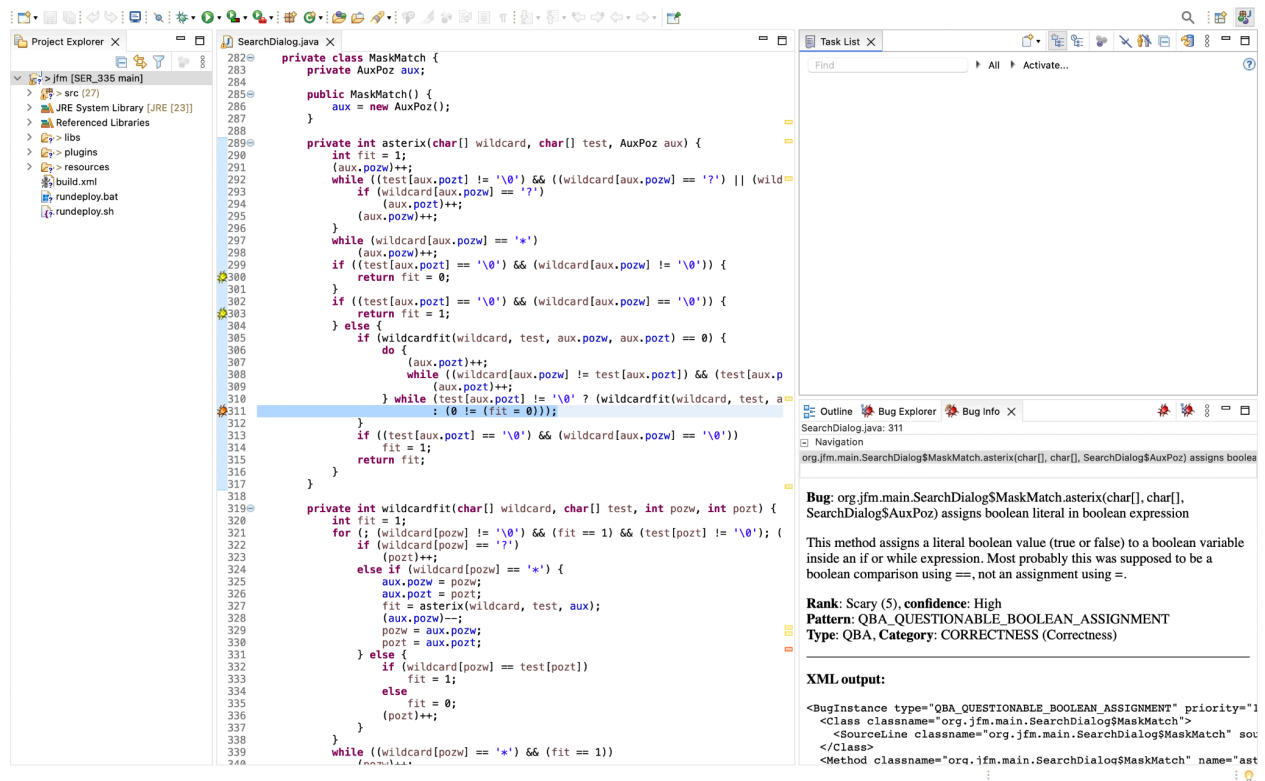 Project Explorer
> jfm [SER_335 main]
> src (27)
JRE System Library [JRE [23]]
Referenced Libraries
> libs
> plugins
> resources
build.xml
rundeploy.bat
rundeploy.sh
SearchDialog.java
282 private class MaskMatch {
283 private AuxPoz aux;
284
285 public MaskMatch() {
286 aux = new AuxPoz();
287 }
288
289 private int asterix(char[] wildcard, char[] test, AuxPoz aux) {
290 int fit = 1;
291 (aux.pozw)++;
292 while ((test[aux.pozt] != '\0') && ((wildcard[aux.pozw] == '?') || (wild
293 if (wildcard[aux.pozw] == '?')
294 (aux.pozt)++;
295 (aux.pozw)++;
296 }
297 while (wildcard[aux.pozw] == '*')
298 (aux.pozw)++;
299 if ((test[aux.pozt] == '\0') && (wildcard[aux.pozw] != '\0')) {
300 return fit = 0;
301 }
302 if ((test[aux.pozt] == '\0') && (wildcard[aux.pozw] == '\0')) {
303 return fit = 1;
304 } else {
305 if (wildcardfit(wildcard, test, aux.pozw, aux.pozt) == 0) {
306 do {
307 (aux.pozt)++;
308 while ((wildcard[aux.pozw] != test[aux.pozt]) && (test[aux.p
309 (aux.pozt)++;
310 } while (test[aux.pozt] != '\0' ? (wildcardfit(wildcard, test, a
311 : (0 != (fit = 0)));
312 }
313 if ((test[aux.pozt] == '\0') && (wildcard[aux.pozw] == '\0'))
314 fit = 1;
315 return fit;
316 }
317 }
318
319 private int wildcardfit(char[] wildcard, char[] test, int pozw, int pozt) {
320 int fit = 1;
321 for (; (wildcard[pozw] != '\0') && (fit == 1) && (test[pozt] != '\0'); (
322 if (wildcard[pozw] == '?')
323 (pozt)++;
324 else if (wildcard[pozw] == '*') {
325 aux.pozw = pozw;
326 aux.pozt = pozt;
327 fit = asterix(wildcard, test, aux);
328 (aux.pozw)--;
329 pozw = aux.pozw;
330 pozt = aux.pozt;
331 } else {
332 if (wildcard[pozw] == test[pozt])
333 fit = 1;
334 else
335 fit = 0;
336 (pozt)++;
337 }
338 }
339 while ((wildcard[pozw] == '*') && (fit == 1))
340 (pozw)++;
Task List
Find
All
Activate...
Outline
Bug Explorer
Bug Info
SearchDialog.java: 311
Navigation
org.jfm.main.SearchDialog$MaskMatch.asterix(char[], char[], SearchDialog$AuxPoz) assigns boolea
Bug: org.jfm.main.SearchDialog$MaskMatch.asterix(char[], char[],
SearchDialog$AuxPoz) assigns boolean literal in boolean expression
This method assigns a literal boolean value (true or false) to a boolean variable
inside an if or while expression. Most probably this was supposed to be a
boolean comparison using ==, not an assignment using =.
Rank: Scary (5), confidence: High
Pattern: QBA_QUESTIONABLE_BOOLEAN_ASSIGNMENT
Type: QBA, Category: CORRECTNESS (Correctness)
XML output:
<BugInstance type="QBA_QUESTIONABLE_BOOLEAN_ASSIGNMENT" priority="1
<Class classname="org.jfm.main.SearchDialog$MaskMatch">
<SourceLine classname="org.jfm.main.SearchDialog$MaskMatch" sou
</Class>
<Method classname="org.jfm.main.SearchDialog$MaskMatch" name="ast